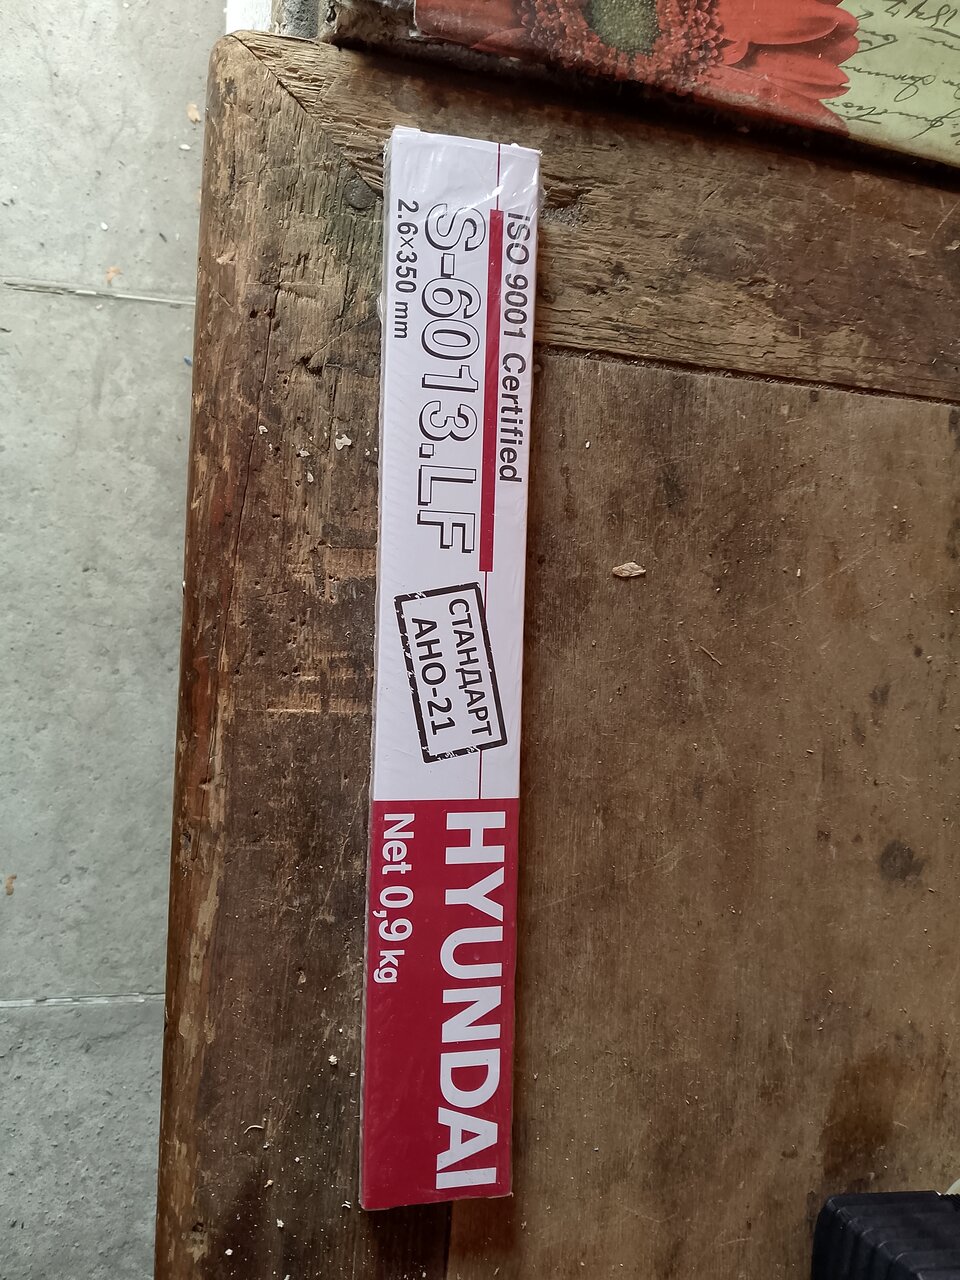 ISO 9001 Certified
S-6013.LF
2.6×350 mm
СТАНДАРТ
АНО-21
HYUNDAI
Net 0,9 kg